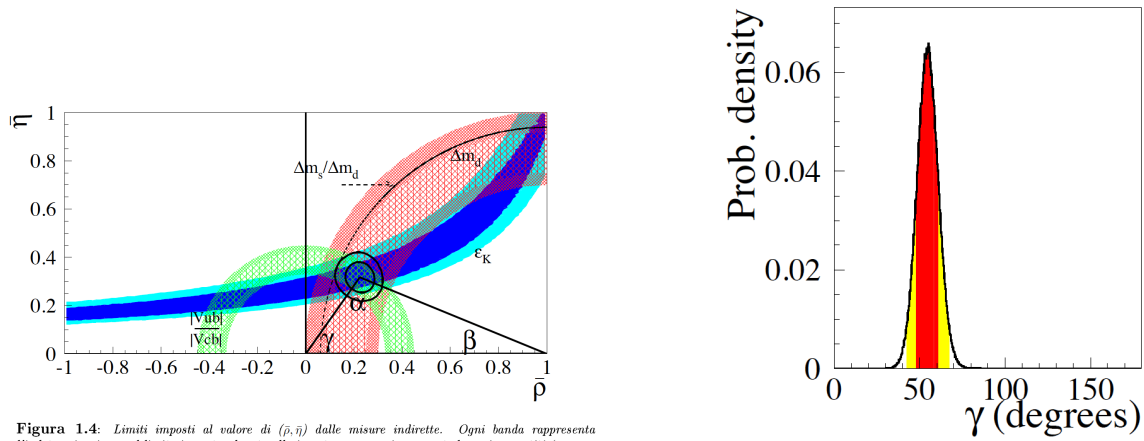 η̄
1
0.8
0.6
0.4
0.2
0
-1 -0.8 -0.6 -0.4 -0.2 0 0.2 0.4 0.6 0.8 1
ρ̄
Δm_s/Δm_d
Δm_d
ε_K
|Vub|
|Vcb|
α
γ
β
Figura 1.4: Limiti imposti al valore di (ρ̄, η̄) dalle misure indirette. Ogni banda rappresenta
Prob. density
0.06
0.04
0.02
0
0 50 100 150
γ (degrees)